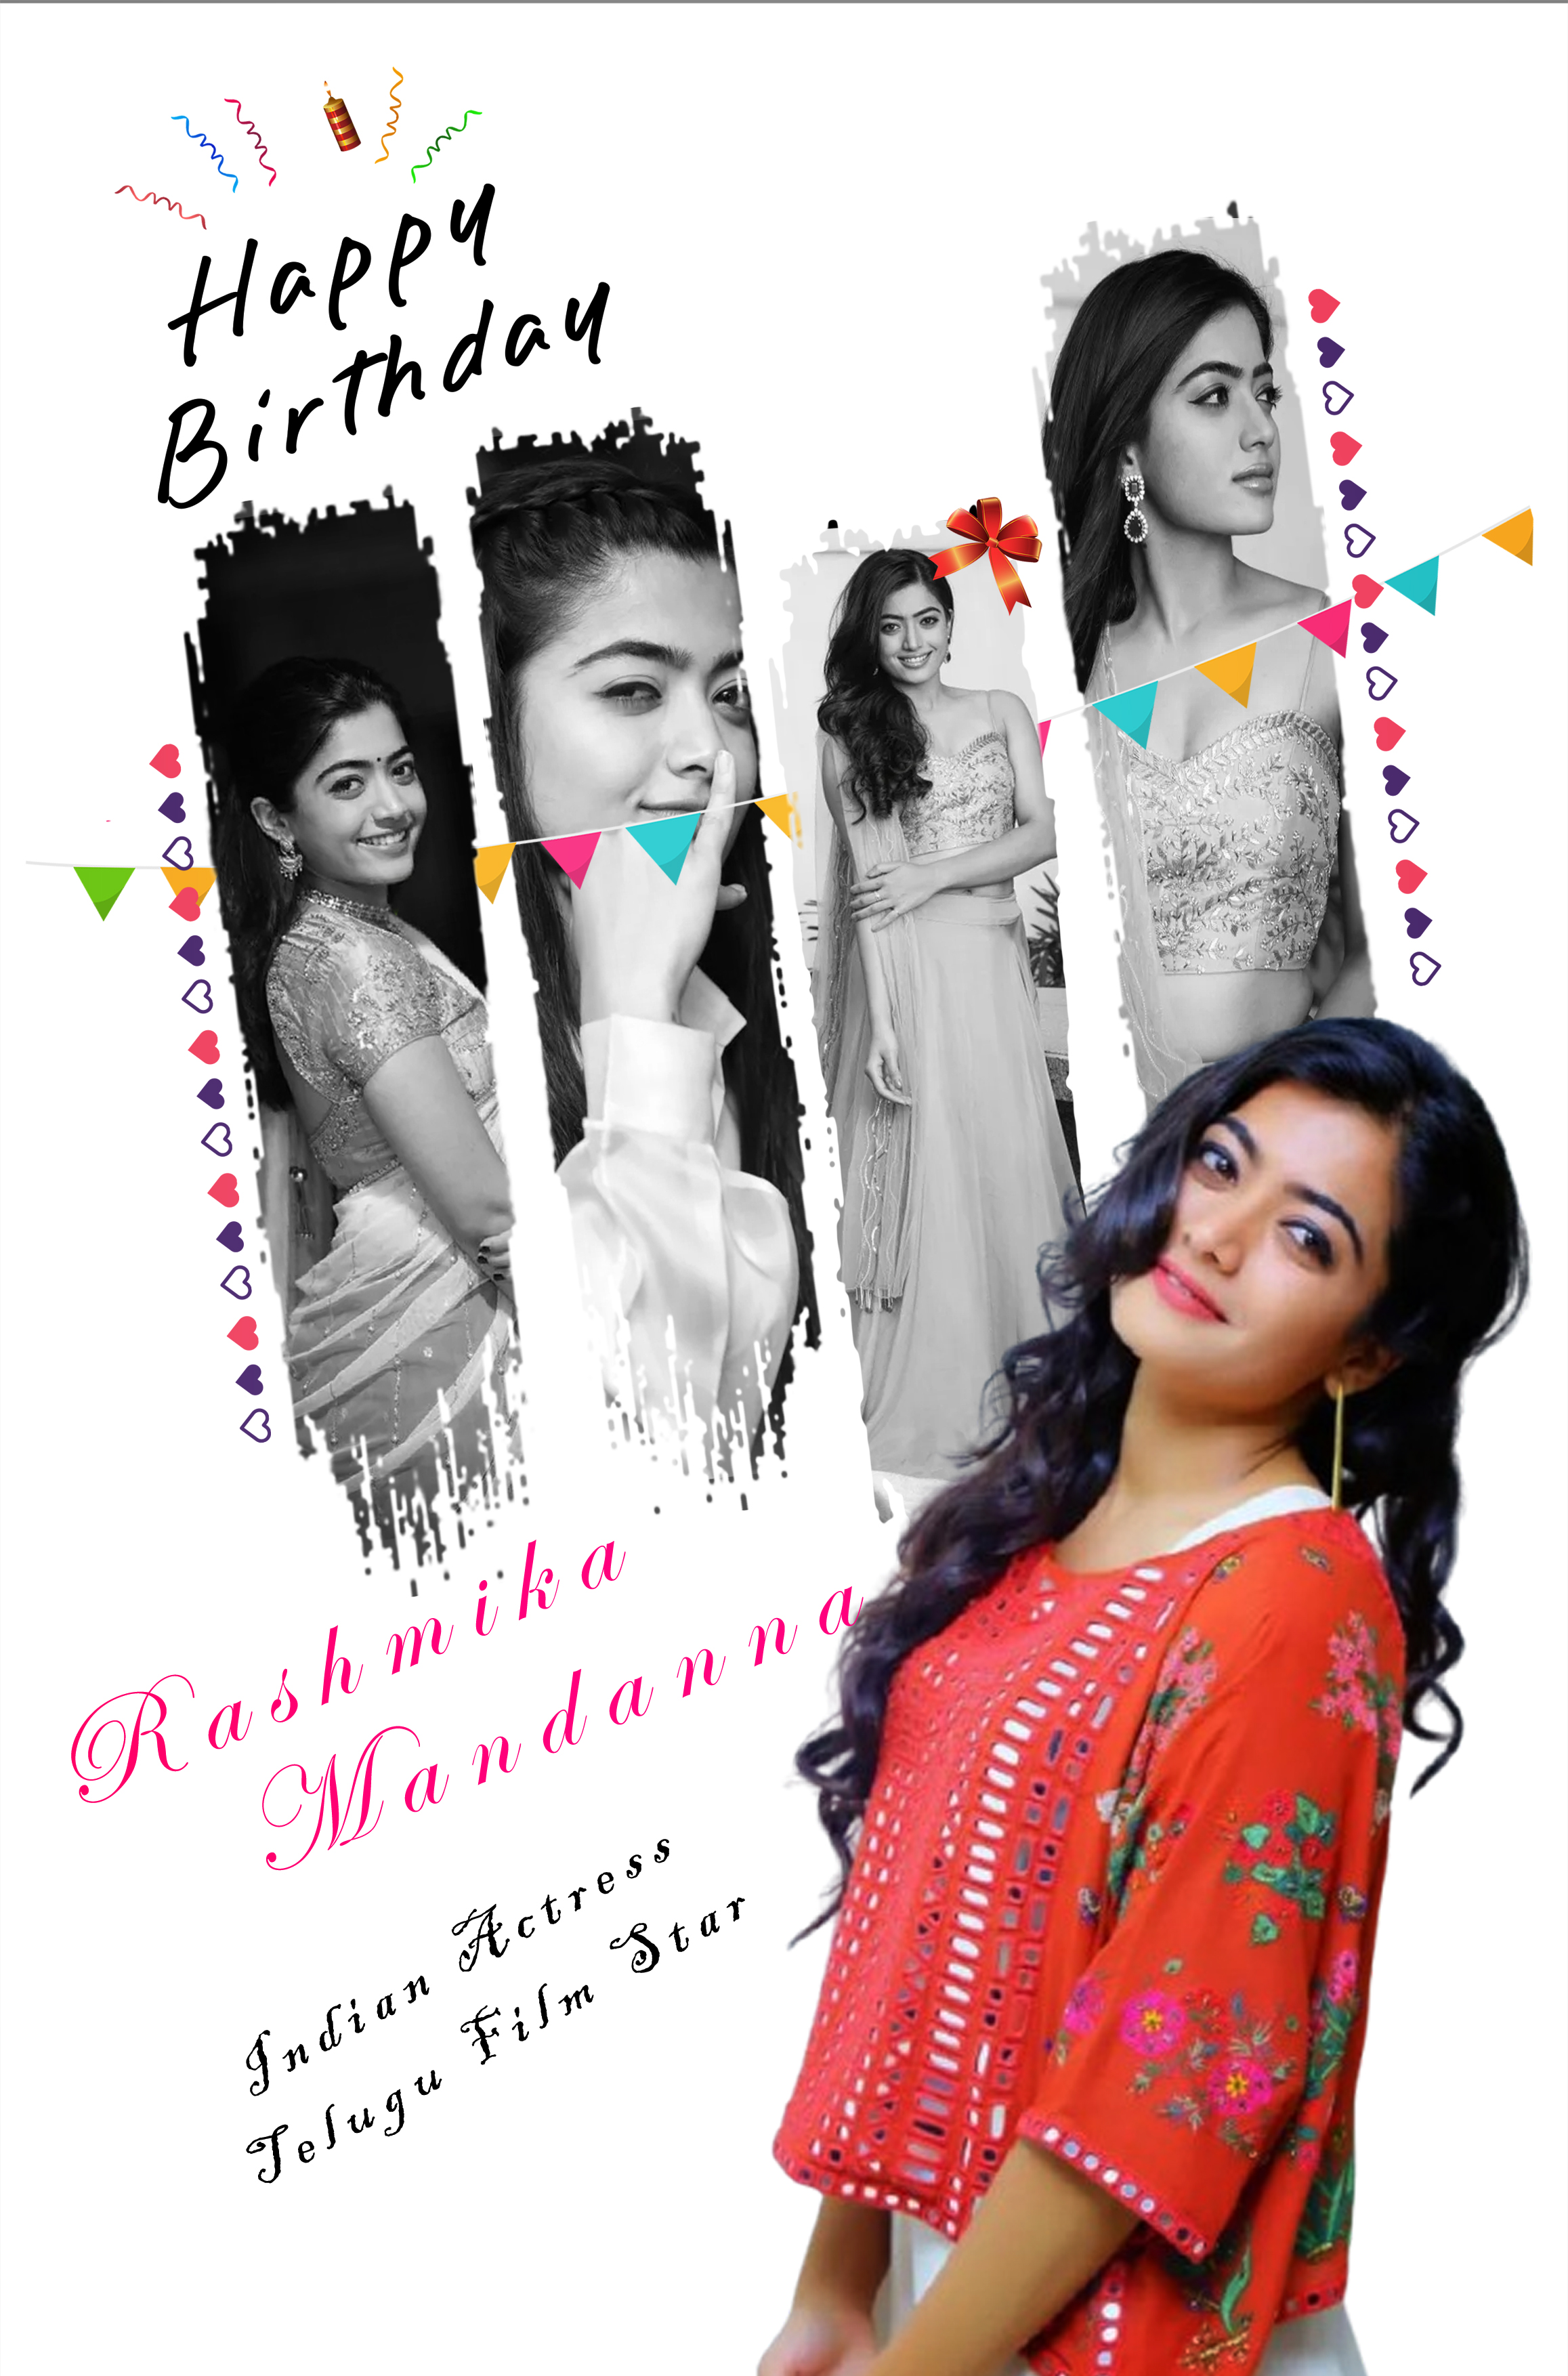 Happy
Birthday
Rashmika
Mandanna
Indian Actress
Telugu Film Star